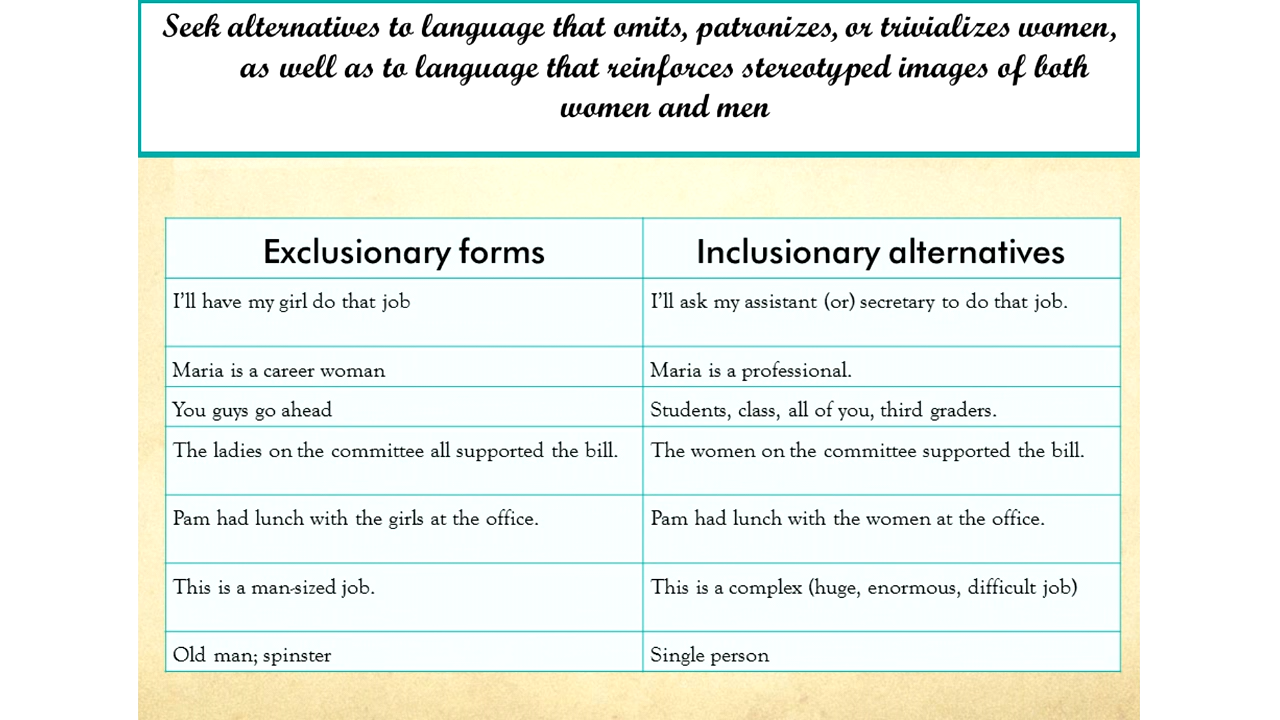 Seek alternatives to language that omits, patronizes, or trivializes women,
as well as to language that reinforces stereotyped images of both
women and men
Exclusionary forms
Inclusionary alternatives
I'll have my girl do that job
I'll ask my assistant (or) secretary to do that job.
Maria is a career woman
Maria is a professional.
You guys go ahead
Students, class, all of you, third graders.
The ladies on the committee all supported the bill.
The women on the committee supported the bill.
Pam had lunch with the girls at the office.
Pam had lunch with the women at the office.
This is a man-sized job.
This is a complex (huge, enormous, difficult job)
Old man; spinster
Single person